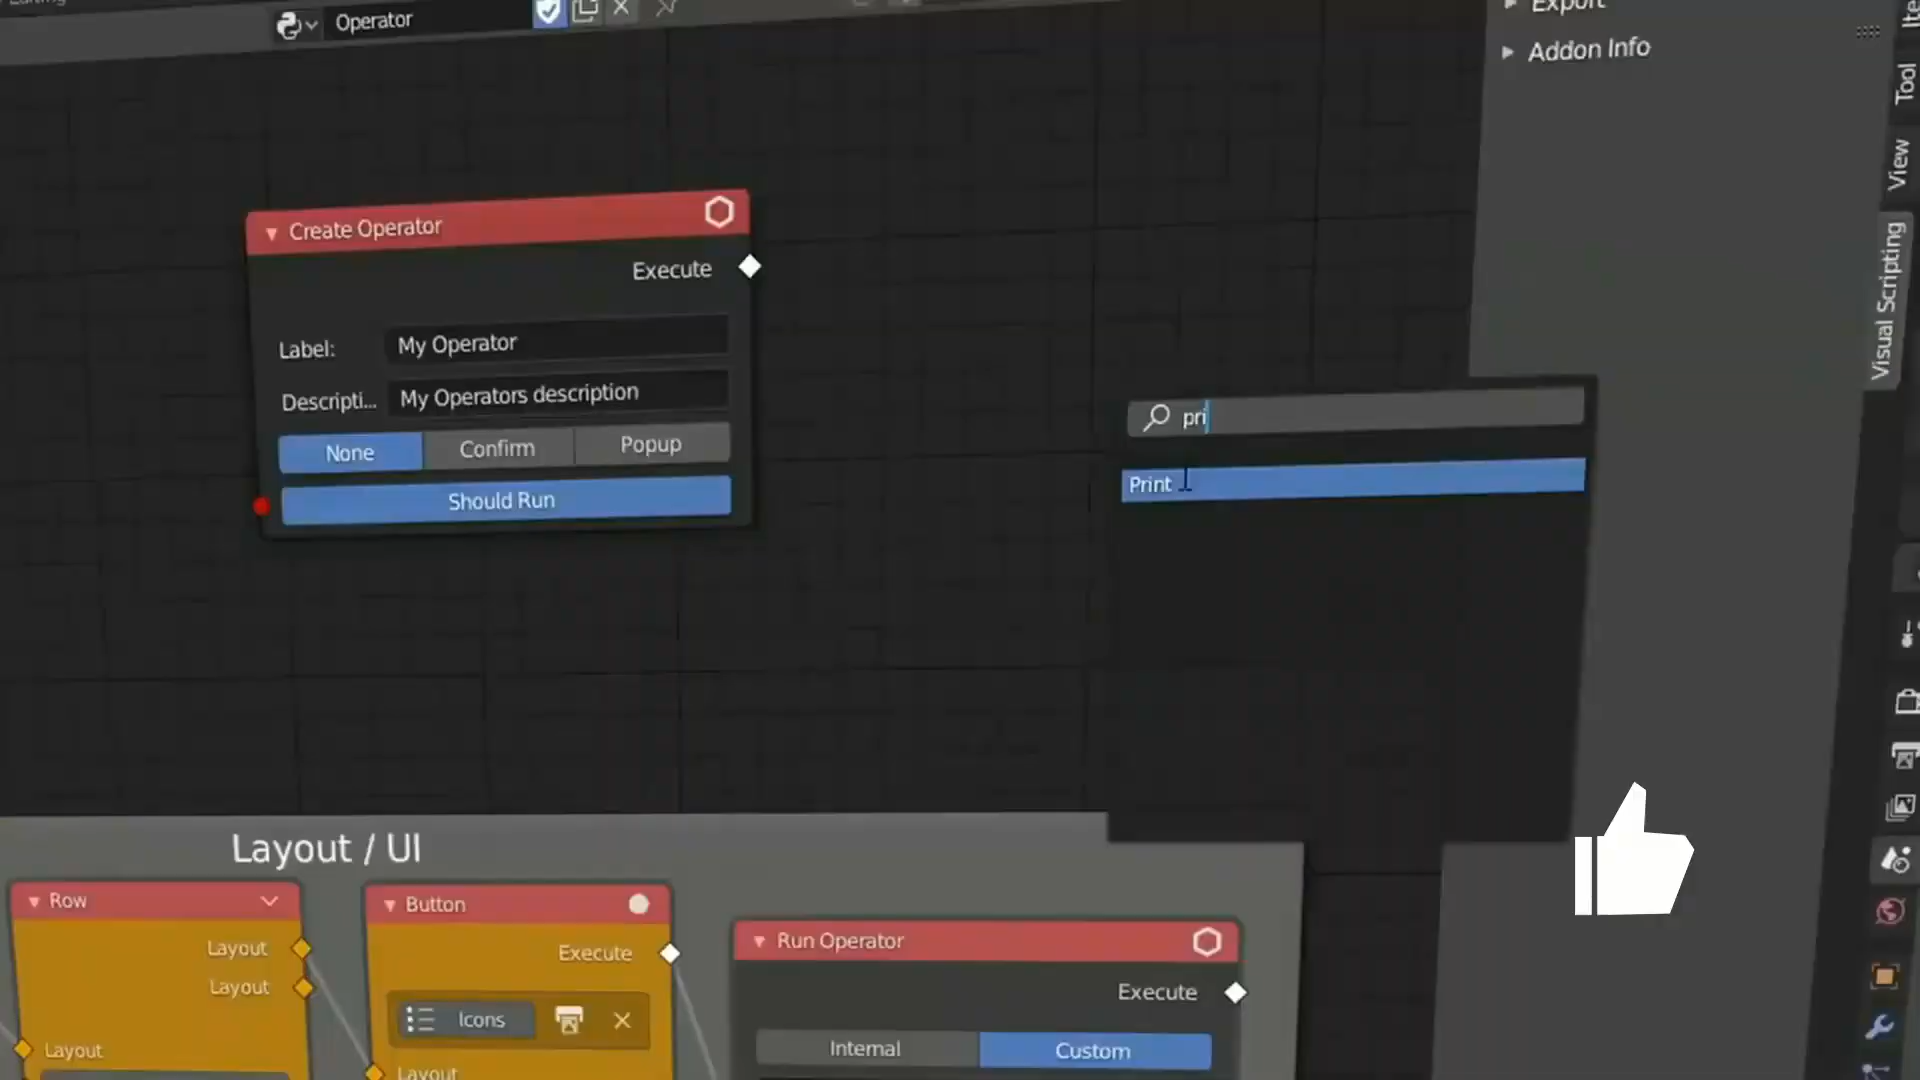 Operator
Export
Addon Info
Tool
View
Visual Scripting
Create Operator
Execute
Label:
My Operator
Descripti...
My Operators description
None
Confirm
Popup
Should Run
pri
Print
Layout / UI
Row
Layout
Layout
Layout
Button
Execute
Icons
Layout
Run Operator
Execute
Internal
Custom